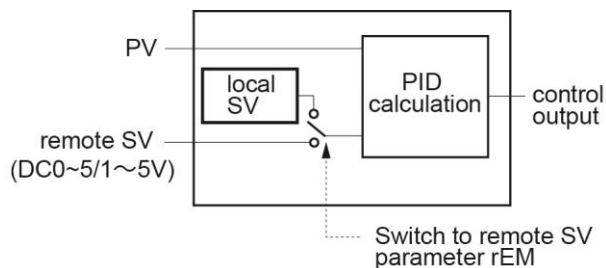 PV
local
SV
PID
calculation
control
output
remote SV
(DC0~5/1～5V)
Switch to remote SV
parameter rEM